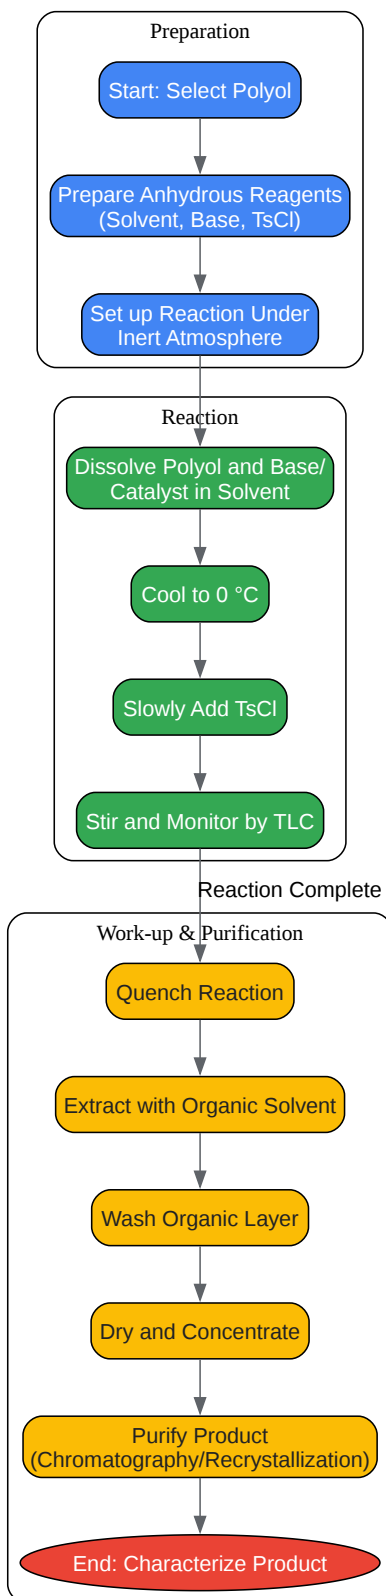 Preparation
Start: Select Polyol
Prepare Anhydrous Reagents
(Solvent, Base, TsCl)
Set up Reaction Under
Inert Atmosphere
Reaction
Dissolve Polyol and Base/
Catalyst in Solvent
Cool to 0 °C
Slowly Add TsCl
Stir and Monitor by TLC
Reaction Complete
Work-up & Purification
Quench Reaction
Extract with Organic Solvent
Wash Organic Layer
Dry and Concentrate
Purify Product
(Chromatography/Recrystallization)
End: Characterize Product